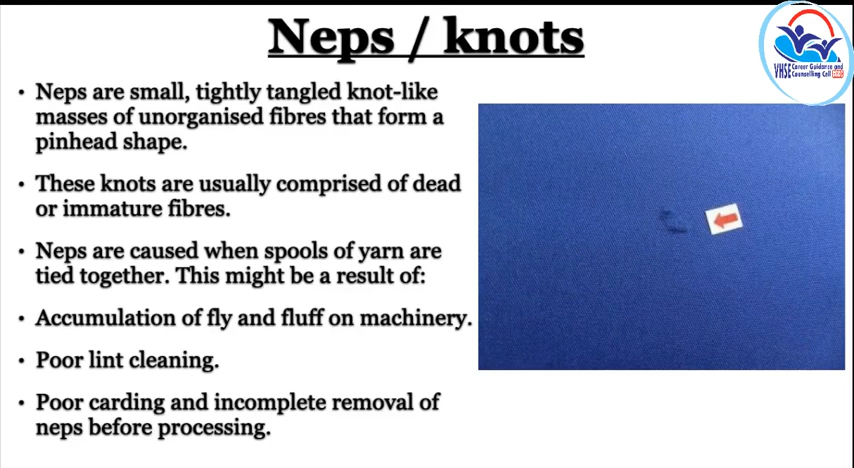 Neps / knots
VHSE Career Guidance and
Counselling Cell
• Neps are small, tightly tangled knot-like
masses of unorganised fibres that form a
pinhead shape.
• These knots are usually comprised of dead
or immature fibres.
• Neps are caused when spools of yarn are
tied together. This might be a result of:
• Accumulation of fly and fluff on machinery.
• Poor lint cleaning.
• Poor carding and incomplete removal of
neps before processing.